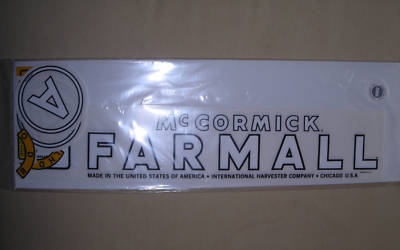 A
McCORMICK
FARMALL
MADE IN THE UNITED STATES OF AMERICA • INTERNATIONAL HARVESTER COMPANY • CHICAGO U.S.A.